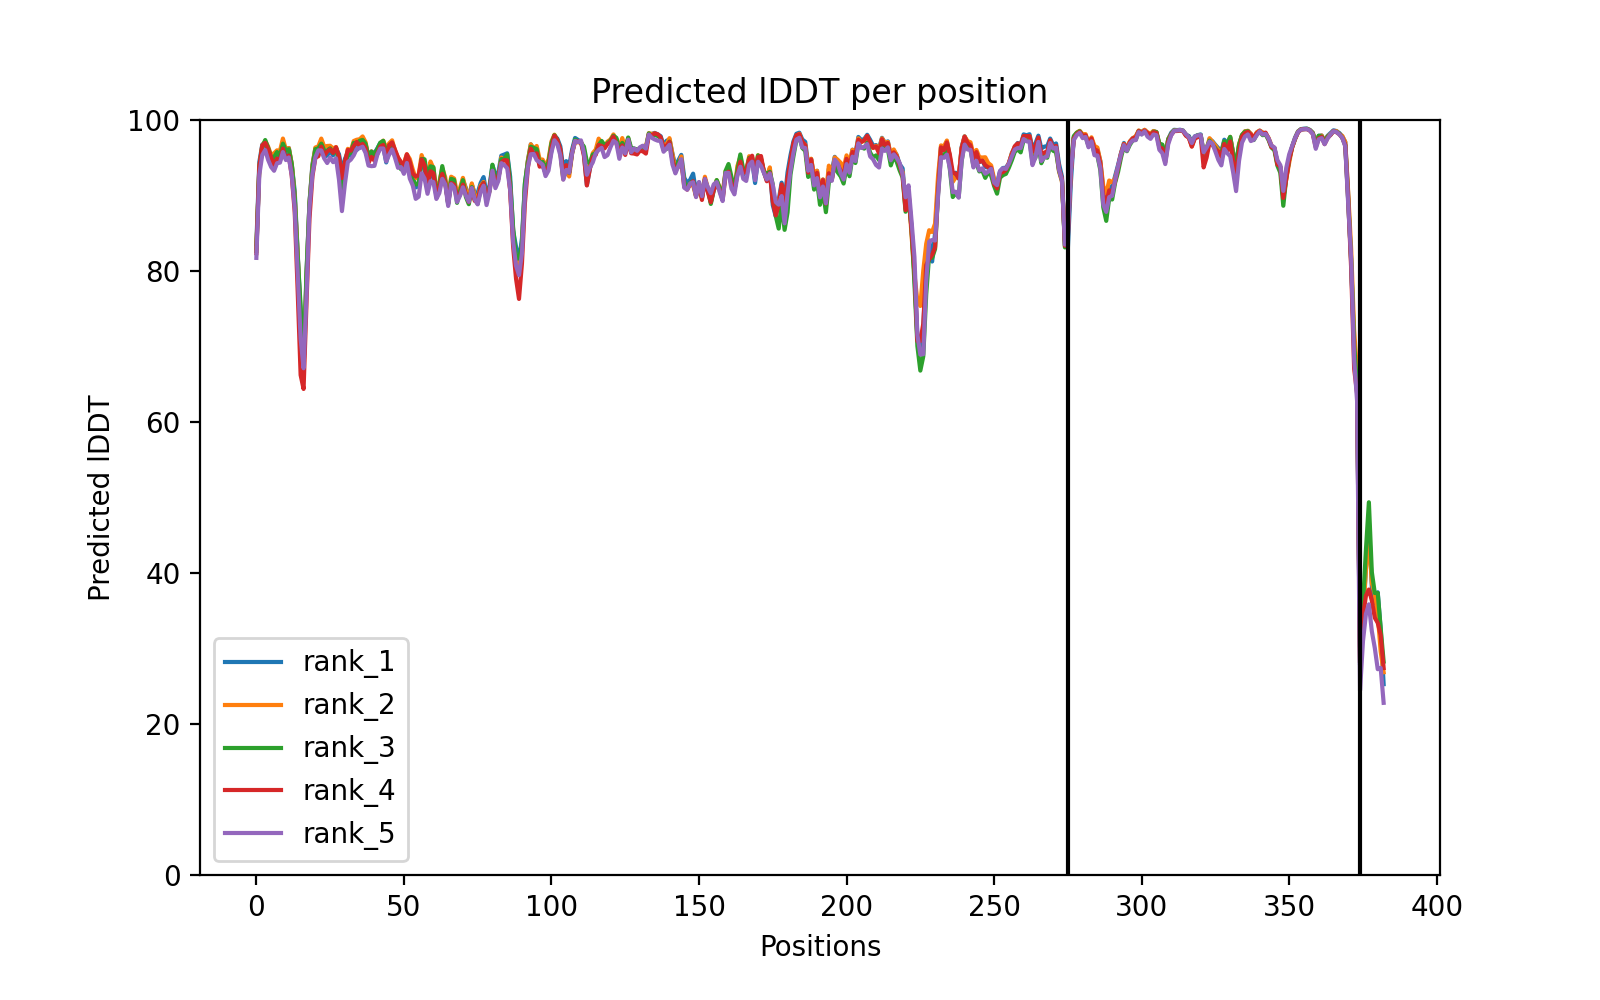 Predicted lDDT per position
100
80
60
40
20
0
Predicted lDDT
rank_1
rank_2
rank_3
rank_4
rank_5
0 50 100 150 200 250 300 350 400
Positions